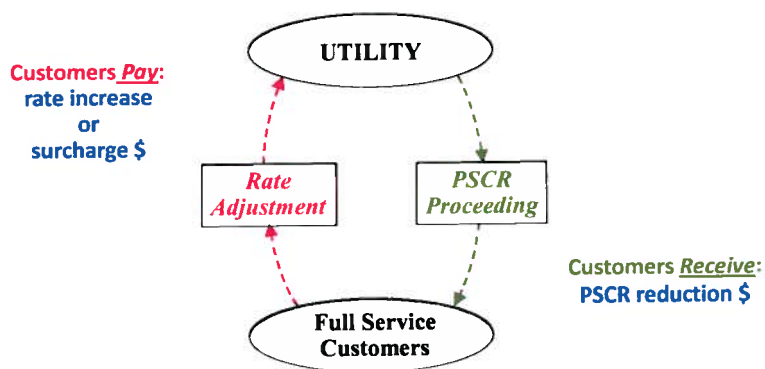 UTILITY
Customers Pay:
rate increase
or
surcharge $
Rate
Adjustment
PSCR
Proceeding
Customers Receive:
PSCR reduction $
Full Service
Customers